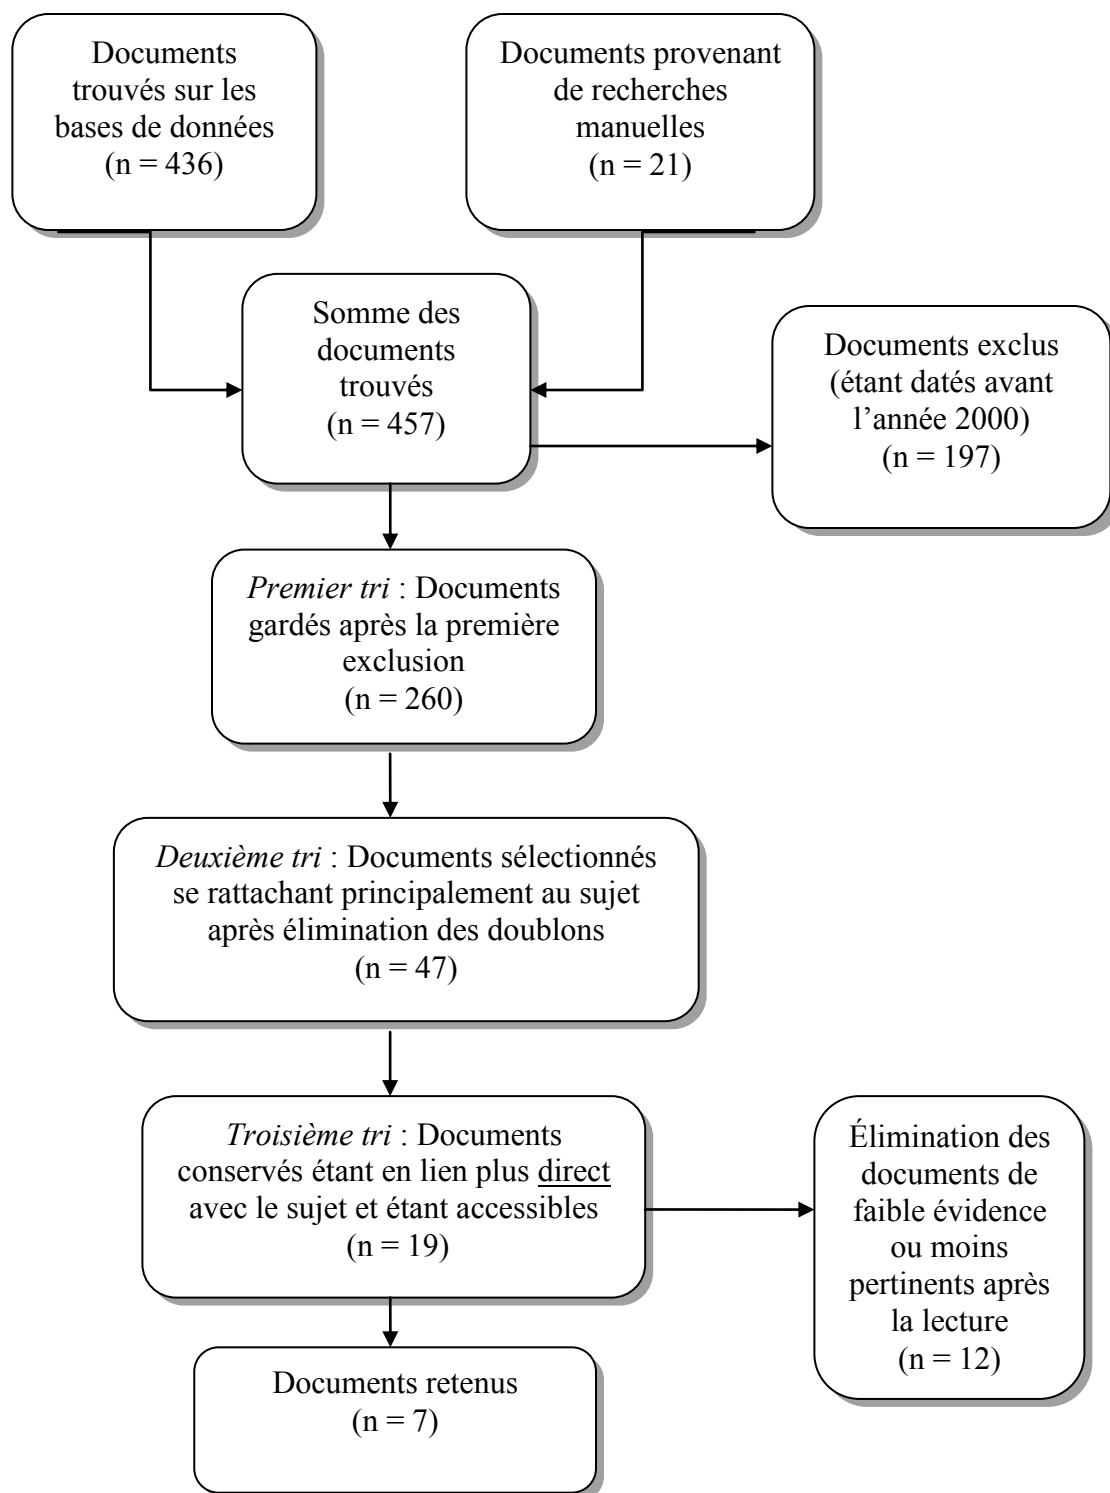 Documents
trouvés sur les
bases de données
(n = 436)
Documents provenant
de recherches
manuelles
(n = 21)
Somme des
documents
trouvés
(n = 457)
Documents exclus
(étant datés avant
l’année 2000)
(n = 197)
Premier tri : Documents
gardés après la première
exclusion
(n = 260)
Deuxième tri : Documents sélectionnés
se rattachant principalement au sujet
après élimination des doublons
(n = 47)
Troisième tri : Documents
conservés étant en lien plus direct
avec le sujet et étant accessibles
(n = 19)
Élimination des
documents de
faible évidence
ou moins
pertinents après
la lecture
(n = 12)
Documents retenus
(n = 7)